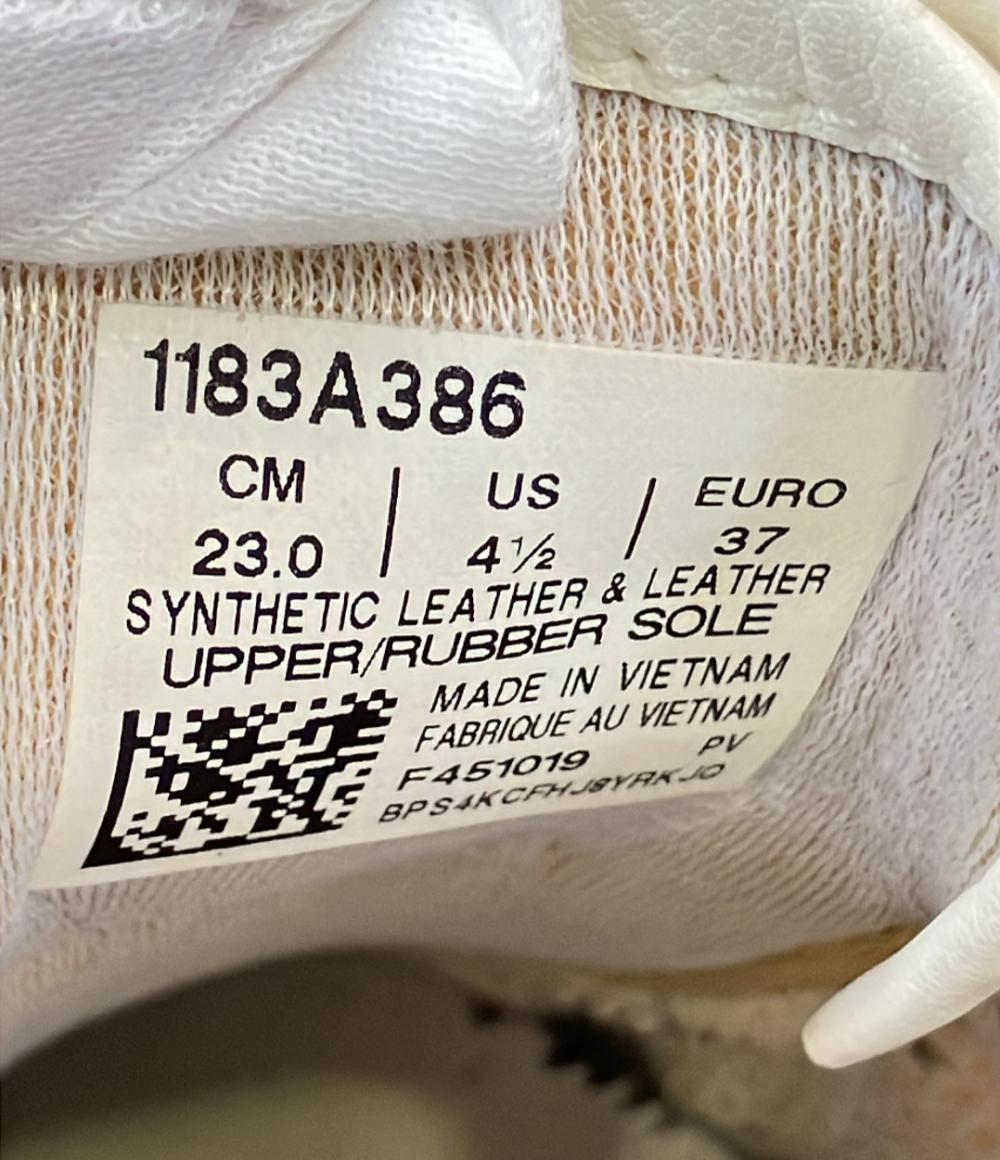 1183A386
CM | US | EURO
23.0 | 4½ | 37
SYNTHETIC LEATHER & LEATHER
UPPER/RUBBER SOLE
MADE IN VIETNAM
FABRIQUE AU VIETNAM
F451019 PV
BPS4KCFHJ9YRKJO